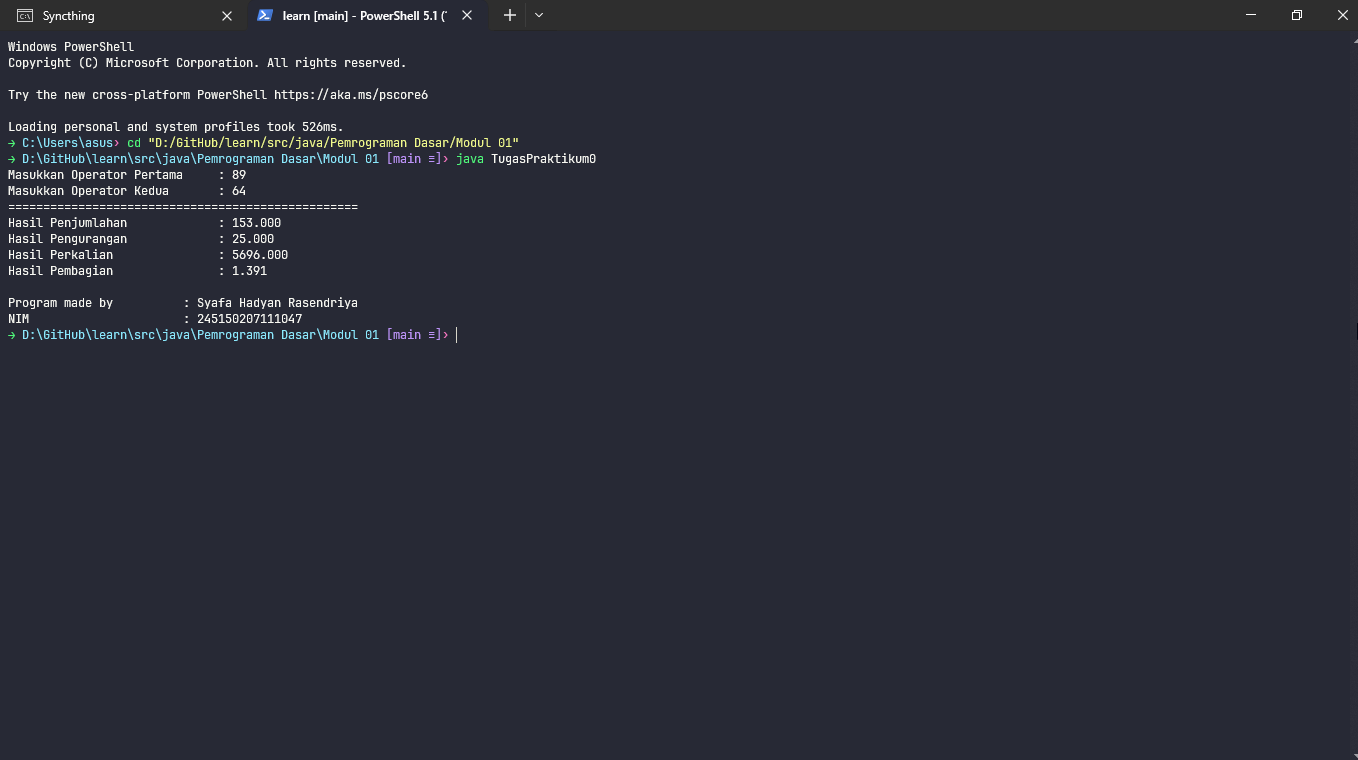 Syncthing
learn [main] - PowerShell 5.1 ('
Windows PowerShell
Copyright (C) Microsoft Corporation. All rights reserved.
Try the new cross-platform PowerShell https://aka.ms/pscore6
Loading personal and system profiles took 526ms.
→ C:\Users\asus› cd "D:/GitHub/learn/src/java/Pemrograman Dasar/Modul 01"
→ D:\GitHub\learn\src\java\Pemrograman Dasar\Modul 01 [main ≡]› java TugasPraktikum0
Masukkan Operator Pertama     : 89
Masukkan Operator Kedua       : 64
==================================================
Hasil Penjumlahan             : 153.000
Hasil Pengurangan             : 25.000
Hasil Perkalian               : 5696.000
Hasil Pembagian               : 1.391
Program made by          : Syafa Hadyan Rasendriya
NIM                      : 245150207111047
→ D:\GitHub\learn\src\java\Pemrograman Dasar\Modul 01 [main ≡]›